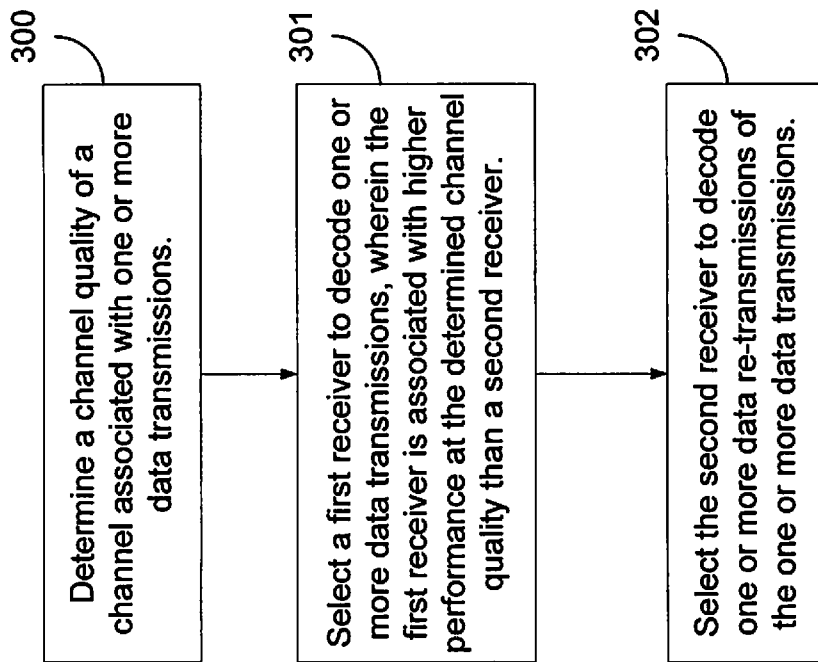 300
Determine a channel quality of a
channel associated with one or more
data transmissions.
301
Select a first receiver to decode one or
more data transmissions, wherein the
first receiver is associated with higher
performance at the determined channel
quality than a second receiver.
302
Select the second receiver to decode
one or more data re-transmissions of
the one or more data transmissions.